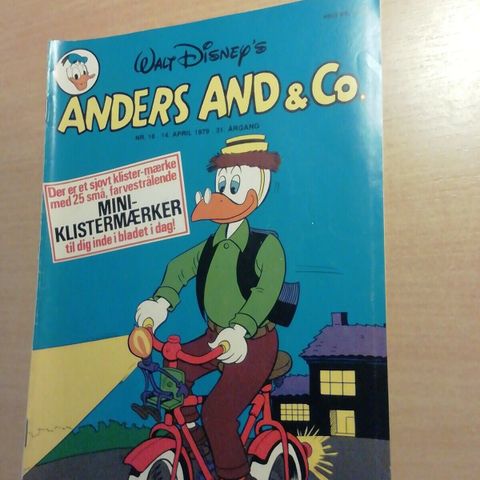 WALT DISNEY'S
ANDERS AND & CO.
NR. 16 . 14. APRIL 1979 . 31. ÅRGANG
Der er et sjovt klister-mærke
med 25 små, farvestrålende
MINI-
KLISTERMÆRKER
til dig inde i bladet i dag!